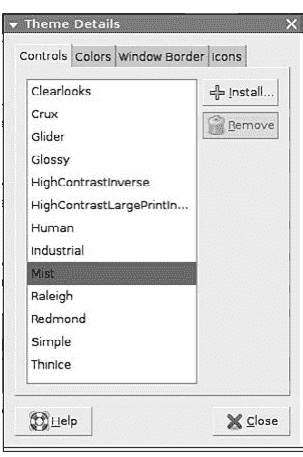 Theme Details
Controls Colors Window Border Icons
Clearlooks
Crux
Glider
Glossy
HighContrastInverse
HighContrastLargePrintIn...
Human
Industrial
Mist
Raleigh
Redmond
Simple
ThinIce
Install...
Remove
Help
Close